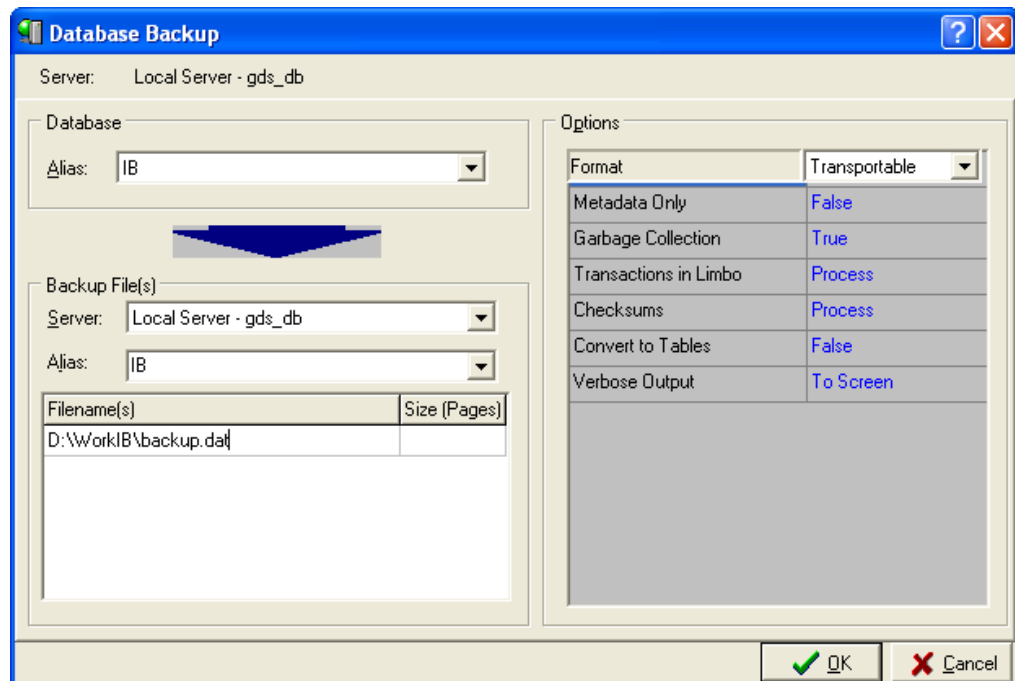 Database Backup
Server: Local Server - gds_db
Database
Alias: IB
Backup File(s)
Server: Local Server - gds_db
Alias: IB
Filename(s) Size (Pages)
D:\WorkIB\backup.dat
Options
Format Transportable
Metadata Only False
Garbage Collection True
Transactions in Limbo Process
Checksums Process
Convert to Tables False
Verbose Output To Screen
OK Cancel